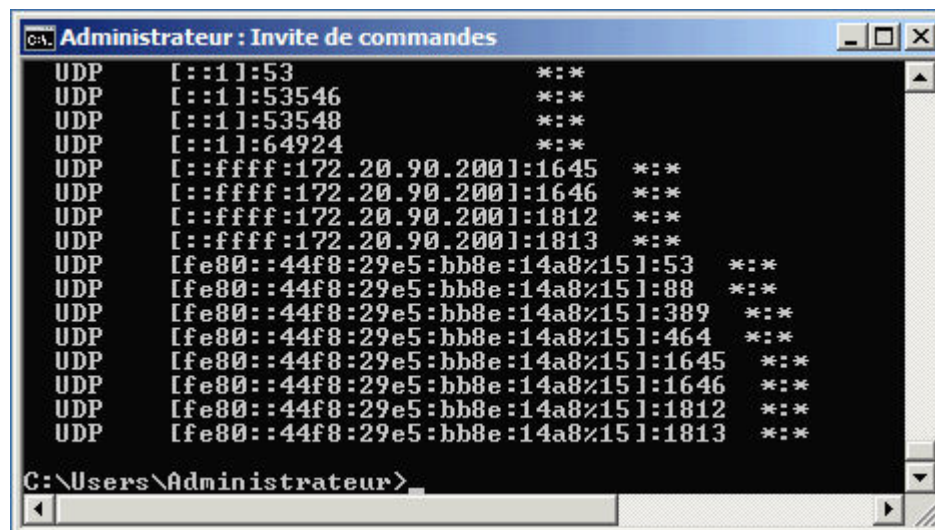 Administrateur : Invite de commandes
UDP [::1]:53 *:*
UDP [::1]:53546 *:*
UDP [::1]:53548 *:*
UDP [::1]:64924 *:*
UDP [::ffff:172.20.90.200]:1645 *:*
UDP [::ffff:172.20.90.200]:1646 *:*
UDP [::ffff:172.20.90.200]:1812 *:*
UDP [::ffff:172.20.90.200]:1813 *:*
UDP [fe80::44f8:29e5:bb8e:14a8%15]:53 *:*
UDP [fe80::44f8:29e5:bb8e:14a8%15]:88 *:*
UDP [fe80::44f8:29e5:bb8e:14a8%15]:389 *:*
UDP [fe80::44f8:29e5:bb8e:14a8%15]:464 *:*
UDP [fe80::44f8:29e5:bb8e:14a8%15]:1645 *:*
UDP [fe80::44f8:29e5:bb8e:14a8%15]:1646 *:*
UDP [fe80::44f8:29e5:bb8e:14a8%15]:1812 *:*
UDP [fe80::44f8:29e5:bb8e:14a8%15]:1813 *:*
C:\Users\Administrateur>_